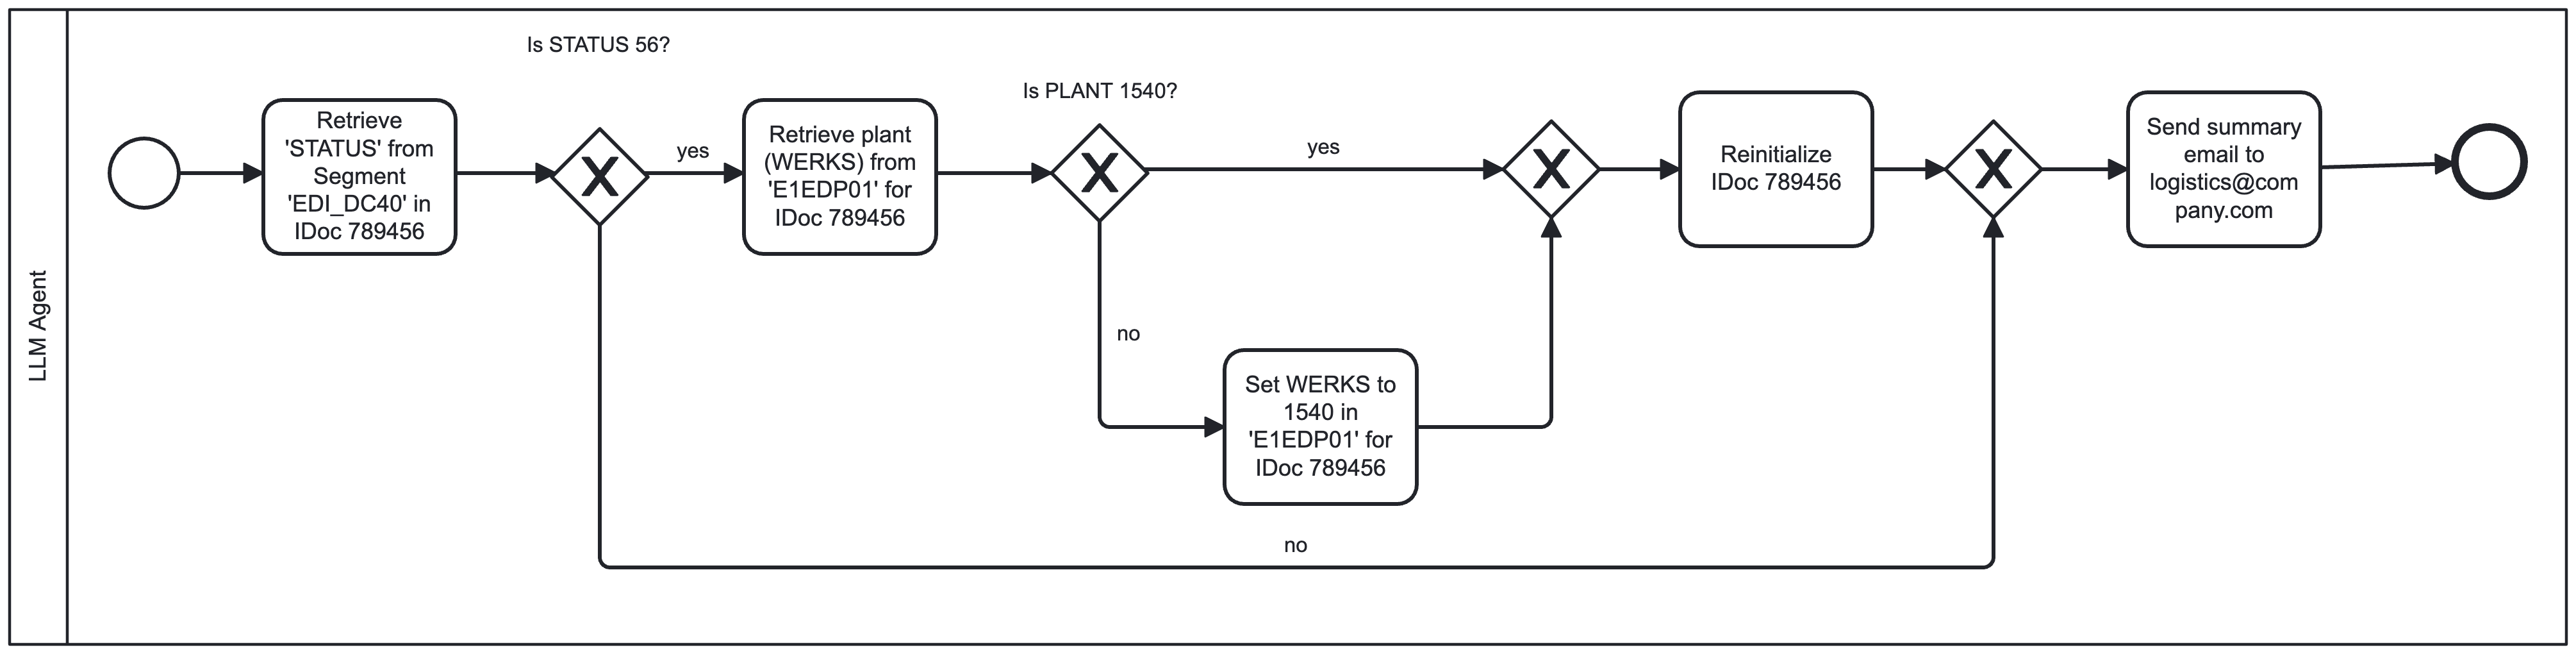 LLM Agent
Retrieve
'STATUS' from
Segment
'EDI_DC40' in
IDoc 789456
Is STATUS 56?
yes
Retrieve plant
(WERKS) from
'E1EDP01' for
IDoc 789456
Is PLANT 1540?
yes
no
Set WERKS to
1540 in
'E1EDP01' for
IDoc 789456
no
Reinitialize
IDoc 789456
Send summary
email to
logistics@com
pany.com